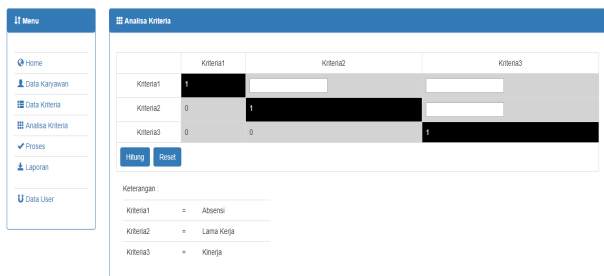 Menu
Home
Data Karyawan
Data Kriteria
Analisa Kriteria
Proses
Laporan
Data User
Analisa Kriteria
Kriteria1 Kriteria2 Kriteria3
Kriteria1 1
Kriteria2 0 1
Kriteria3 0 0 1
Hitung Reset
Keterangan :
Kriteria1 = Absensi
Kriteria2 = Lama Kerja
Kriteria3 = Kinerja